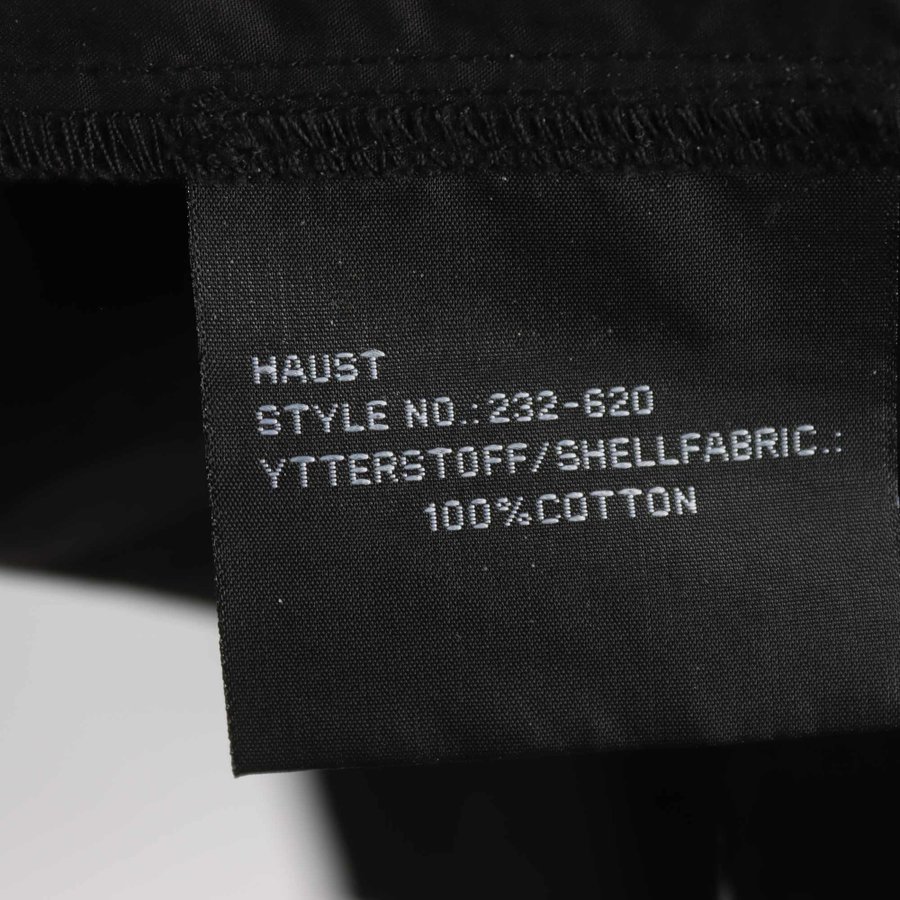 HAUST
STYLE NO.:232-620
YTTERSTOFF/SHELLFABRIC.:
100%COTTON